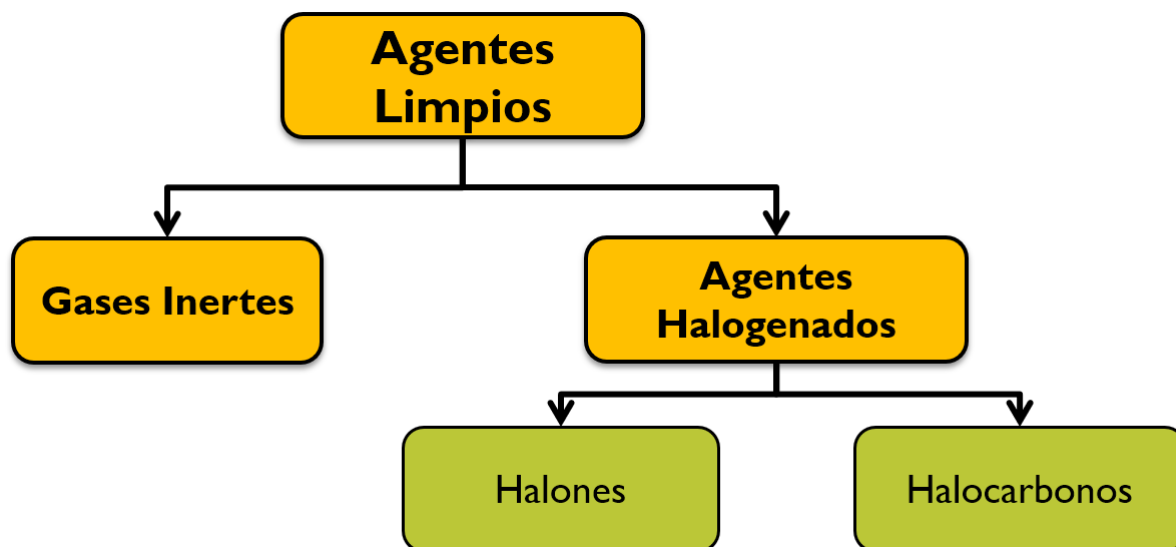 Agentes
Limpios
Gases Inertes
Agentes
Halogenados
Halones
Halocarbonos